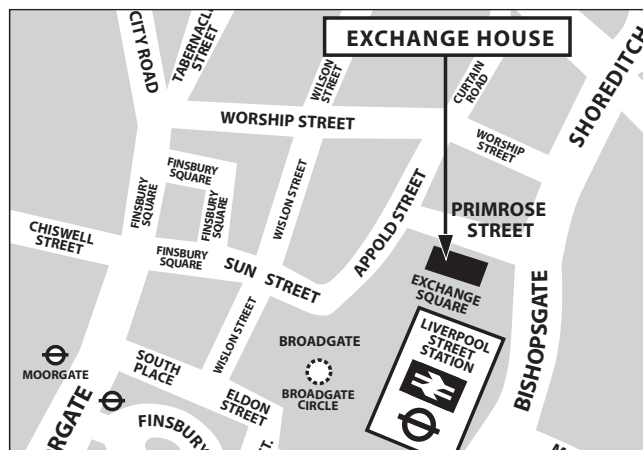 EXCHANGE HOUSE
CITY ROAD
TABERNACLE
STREET
WILSON
STREET
CURTAIN
ROAD
SHOREDITCH
WORSHIP STREET
WORSHIP
STREET
FINSBURY
SQUARE
FINSBURY
SQUARE
FINSBURY
SQUARE
WISLON STREET
APPOLD STREET
PRIMROSE
STREET
CHISWELL
STREET
FINSBURY
SQUARE
SUN STREET
EXCHANGE
SQUARE
BISHOPSGATE
WISLON STREET
LIVERPOOL
STREET
STATION
BROADGATE
BROADGATE
CIRCLE
MOORGATE
SOUTH
PLACE
ELDON
STREET
ORGATE
FINSBURY